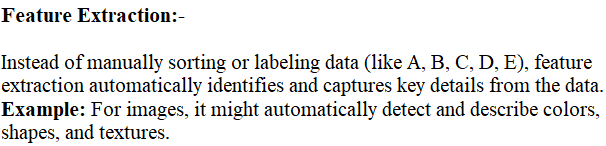 Feature Extraction:-
Instead of manually sorting or labeling data (like A, B, C, D, E), feature
extraction automatically identifies and captures key details from the data.
Example: For images, it might automatically detect and describe colors,
shapes, and textures.